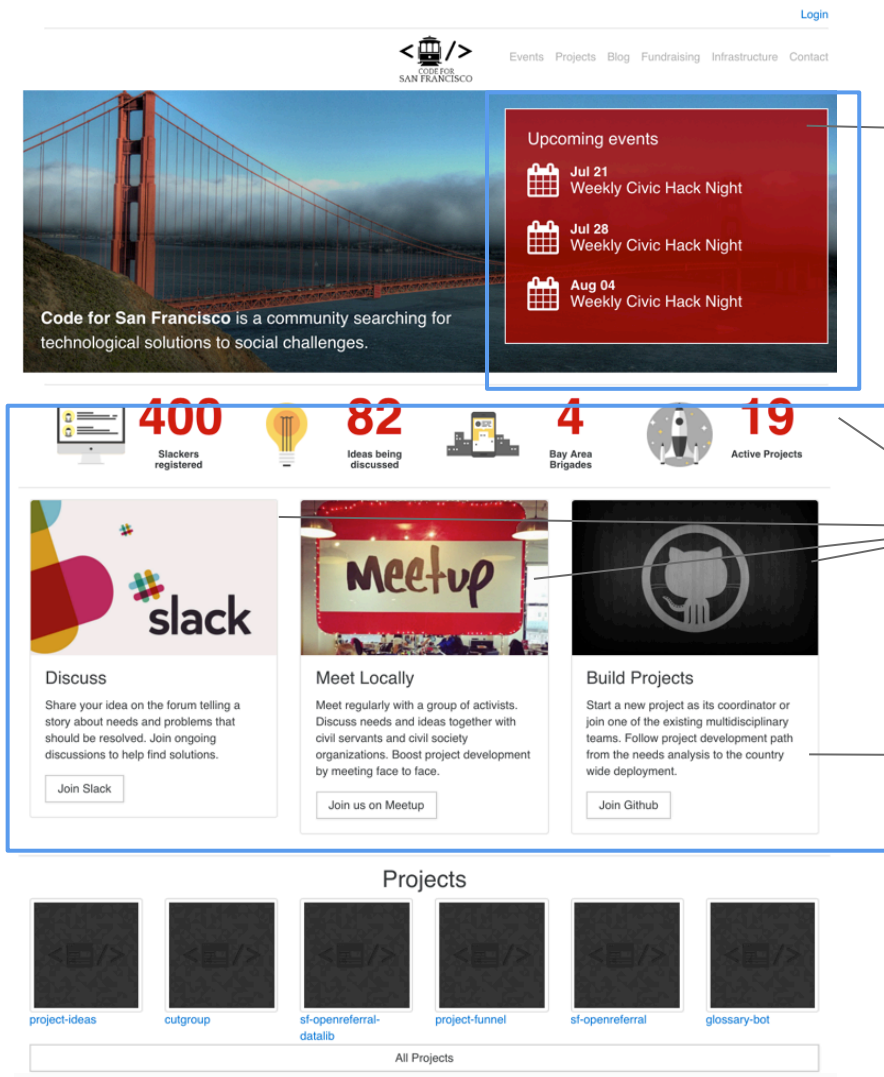 Login
CODE FOR
SAN FRANCISCO
Events Projects Blog Fundraising Infrastructure Contact
Upcoming events
Jul 21
Weekly Civic Hack Night
Jul 28
Weekly Civic Hack Night
Aug 04
Weekly Civic Hack Night
Code for San Francisco is a community searching for
technological solutions to social challenges.
400
Slackers
registered
82
Ideas being
discussed
4
Bay Area
Brigades
19
Active Projects
slack
Meetup
Discuss
Share your idea on the forum telling a
story about needs and problems that
should be resolved. Join ongoing
discussions to help find solutions.
Join Slack
Meet Locally
Meet regularly with a group of activists.
Discuss needs and ideas together with
civil servants and civil society
organizations. Boost project development
by meeting face to face.
Join us on Meetup
Build Projects
Start a new project as its coordinator or
join one of the existing multidisciplinary
teams. Follow project development path
from the needs analysis to the country
wide deployment.
Join Github
Projects
project-ideas
cutgroup
sf-openreferral-
datalib
project-funnel
sf-openreferral
glossary-bot
All Projects